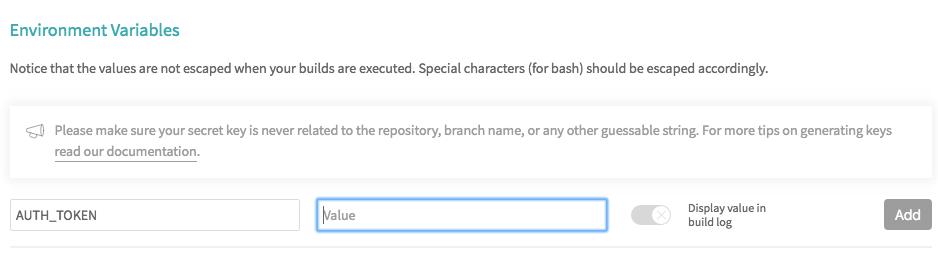 Environment Variables
Notice that the values are not escaped when your builds are executed. Special characters (for bash) should be escaped accordingly.
Please make sure your secret key is never related to the repository, branch name, or any other guessable string. For more tips on generating keys
read our documentation.
AUTH_TOKEN
Value
Display value in
build log
Add